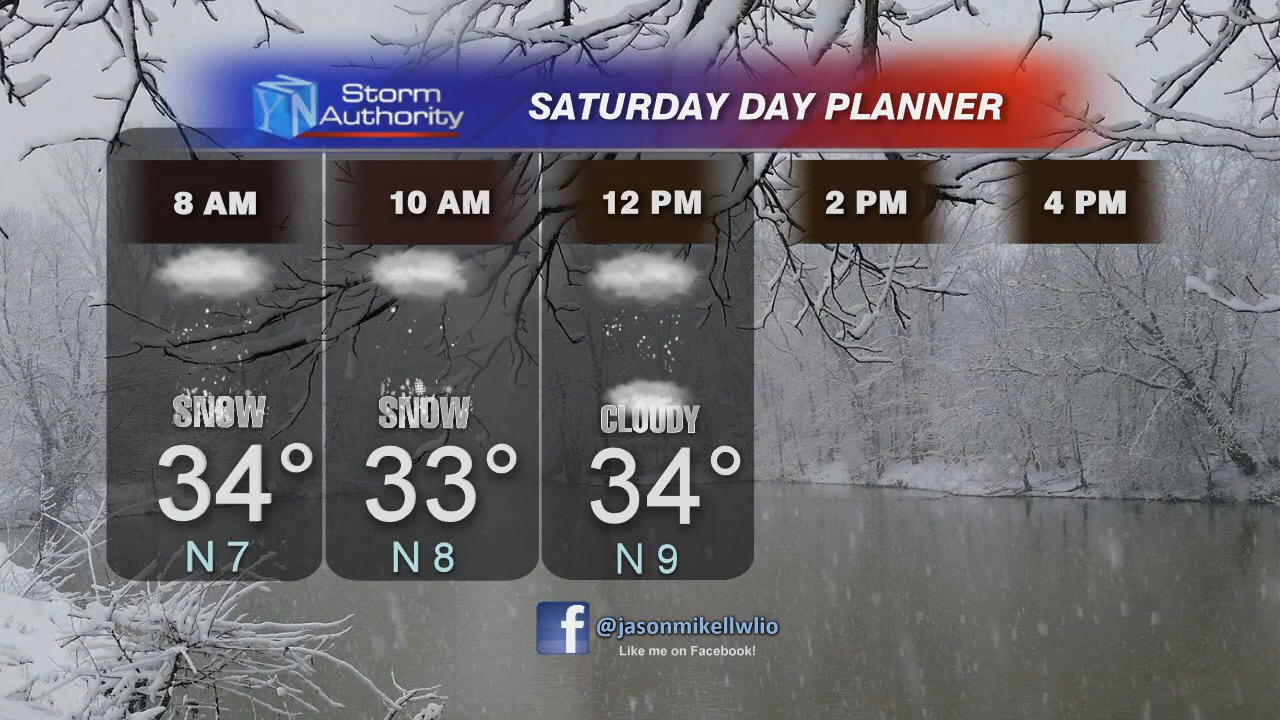 YN Storm Authority
SATURDAY DAY PLANNER
8 AM 10 AM 12 PM 2 PM 4 PM
SNOW SNOW CLOUDY
34° 33° 34°
N 7 N 8 N 9
f @jasonmikellwlio
Like me on Facebook!